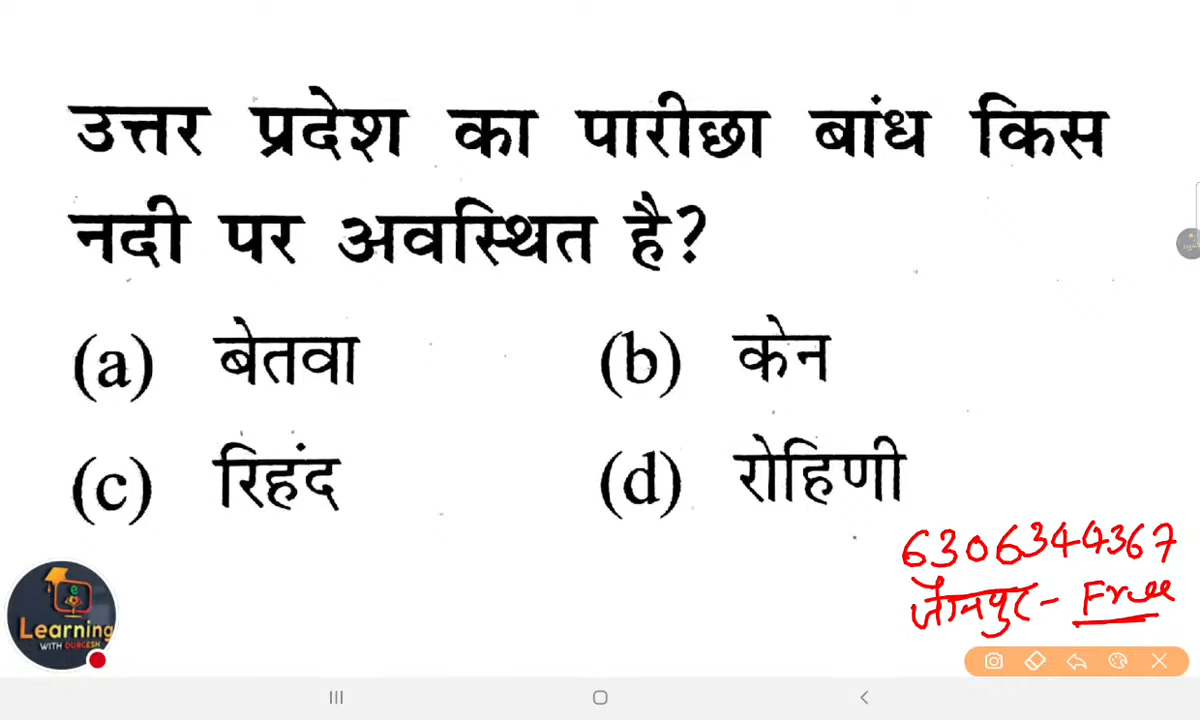 उत्तर प्रदेश का पारीछा बांध किस
नदी पर अवस्थित है?
(a) बेतवा (b) केन
(c) रिहंद (d) रोहिणी
6306344367
जौनपुर - Free
e
Learning
WITH DURGESH